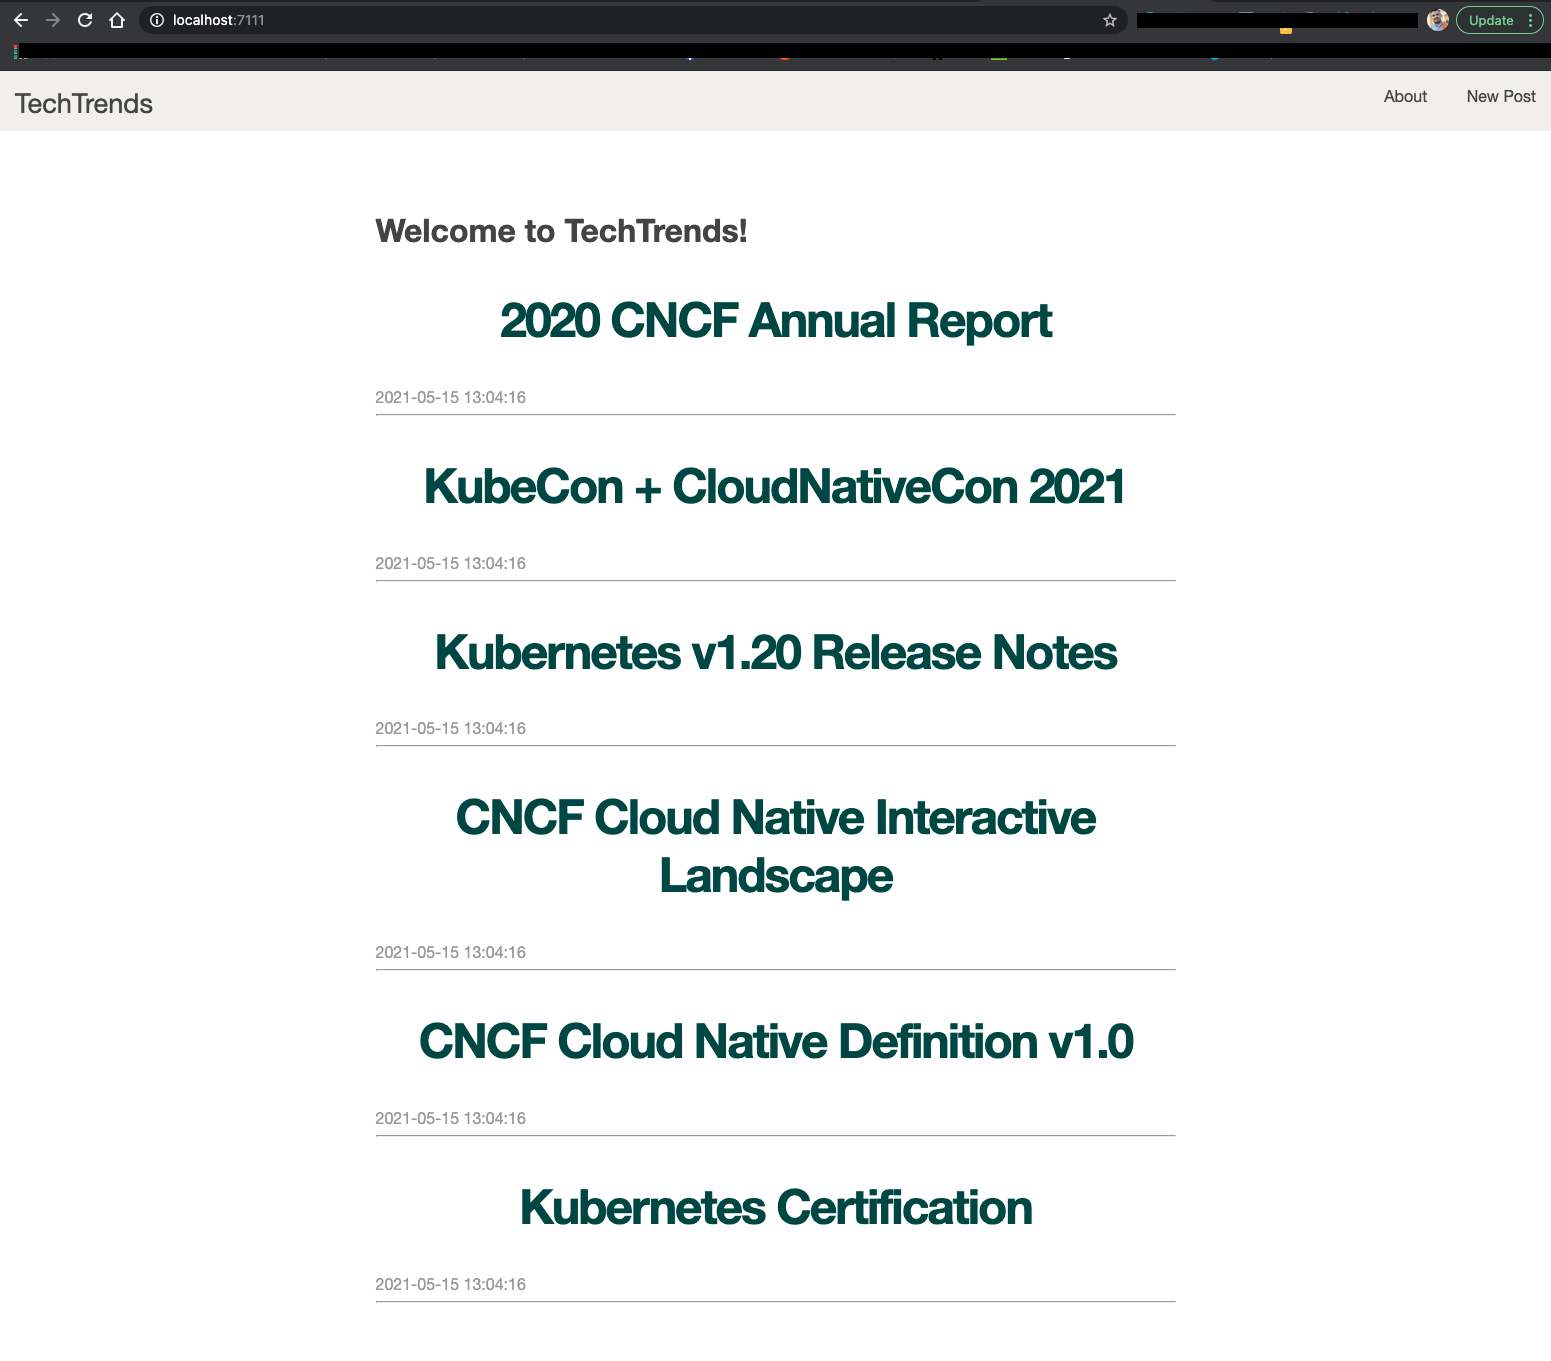 localhost:7111
Update
TechTrends
About
New Post
Welcome to TechTrends!
2020 CNCF Annual Report
2021-05-15 13:04:16
KubeCon + CloudNativeCon 2021
2021-05-15 13:04:16
Kubernetes v1.20 Release Notes
2021-05-15 13:04:16
CNCF Cloud Native Interactive
Landscape
2021-05-15 13:04:16
CNCF Cloud Native Definition v1.0
2021-05-15 13:04:16
Kubernetes Certification
2021-05-15 13:04:16